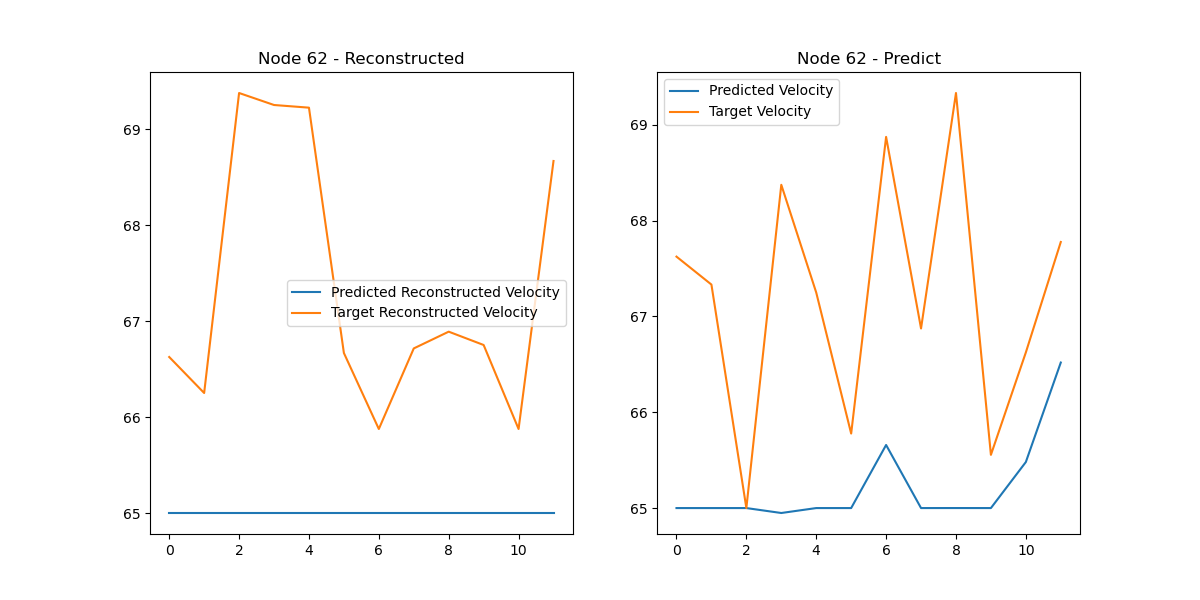 Node 62 - Reconstructed
69
68
67
66
65
0 2 4 6 8 10
Predicted Reconstructed Velocity
Target Reconstructed Velocity
Node 62 - Predict
69
68
67
66
65
0 2 4 6 8 10
Predicted Velocity
Target Velocity